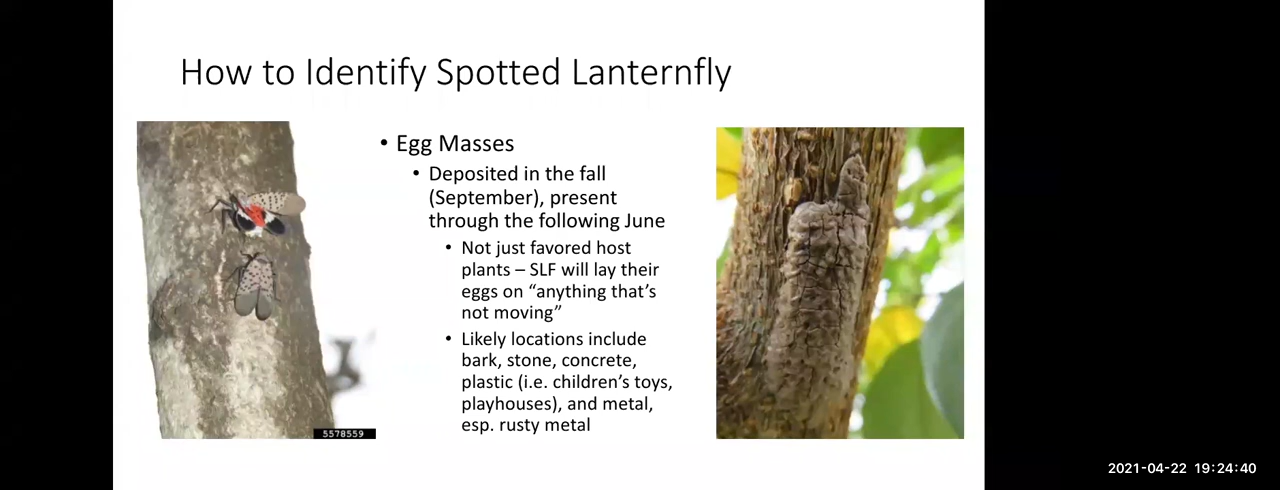 How to Identify Spotted Lanternfly
• Egg Masses
• Deposited in the fall
(September), present
through the following June
• Not just favored host
plants – SLF will lay their
eggs on “anything that’s
not moving”
• Likely locations include
bark, stone, concrete,
plastic (i.e. children’s toys,
playhouses), and metal,
esp. rusty metal
5578559
2021-04-22 19:24:40